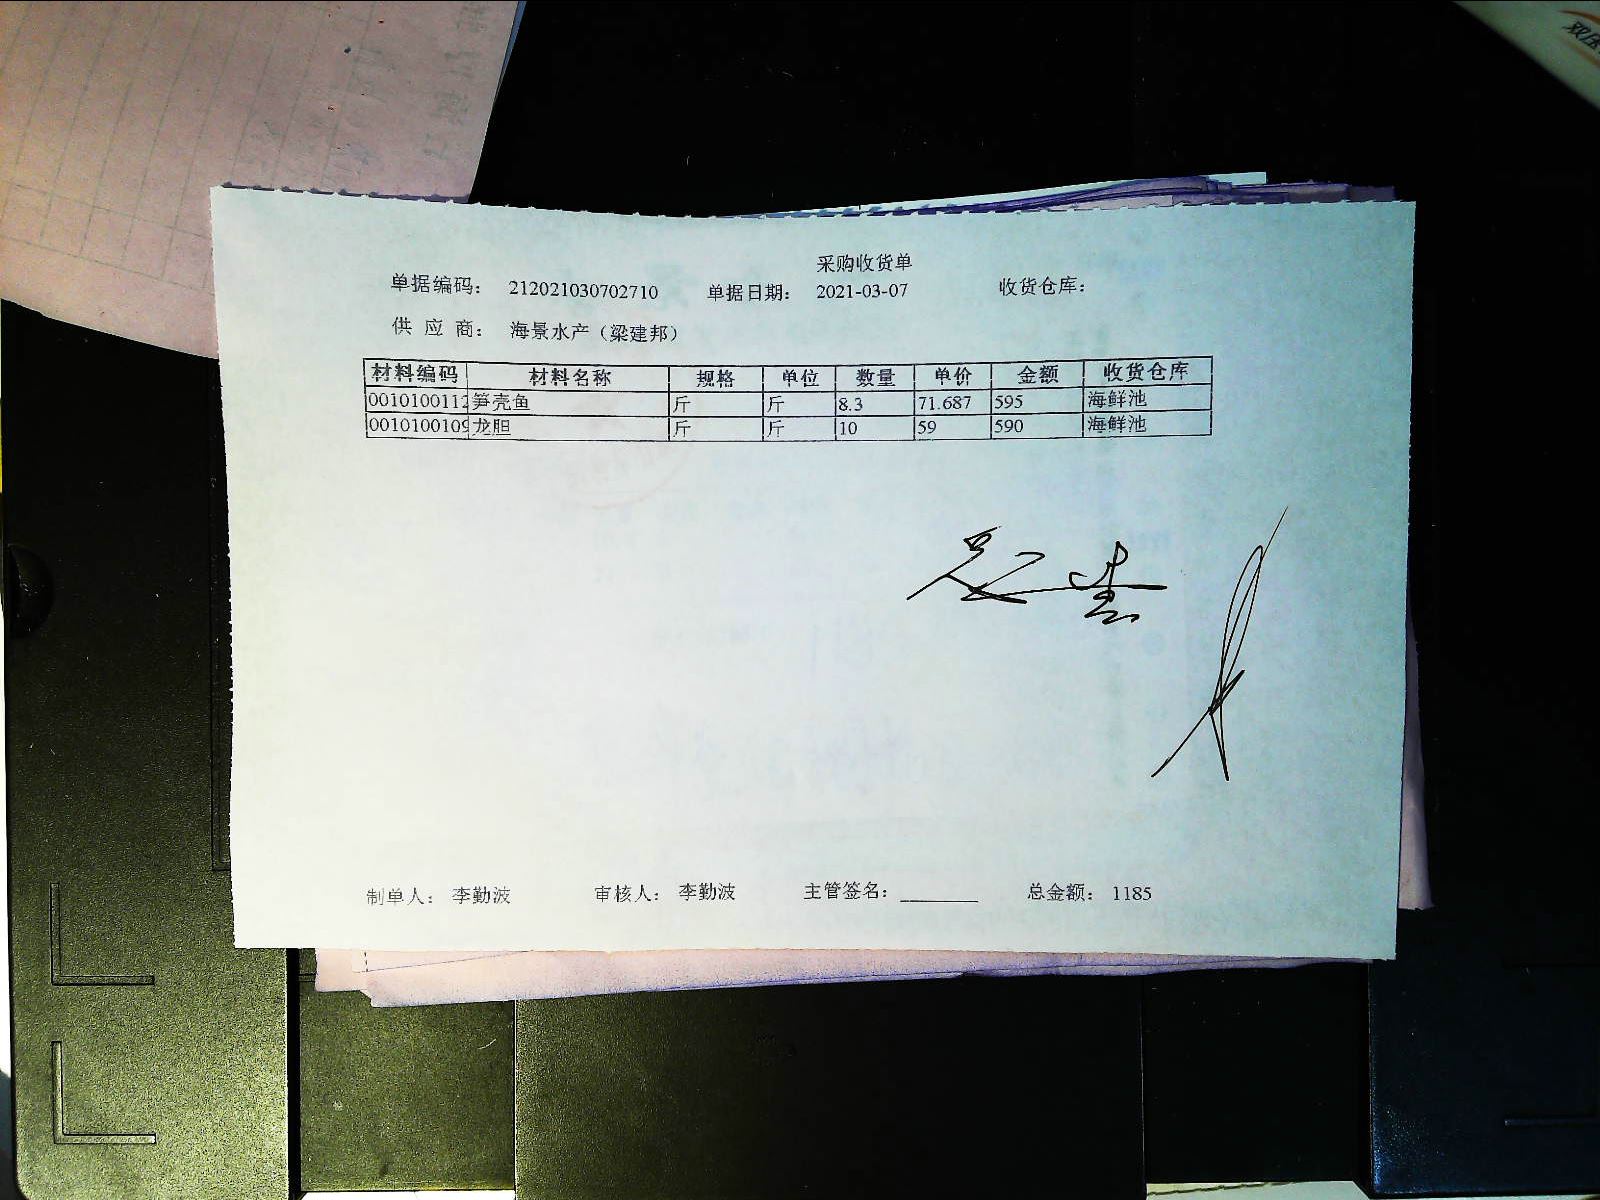 采购收货单
单据编码： 212021030702710 单据日期： 2021-03-07 收货仓库：
供 应 商： 海景水产（梁建邦）
材料编码 材料名称 规格 单位 数量 单价 金额 收货仓库
0010100112 笋壳鱼 斤 斤 8.3 71.687 595 海鲜池
0010100109 龙胆 斤 斤 10 59 590 海鲜池
制单人： 李勤波 审核人： 李勤波 主管签名： 总金额： 1185